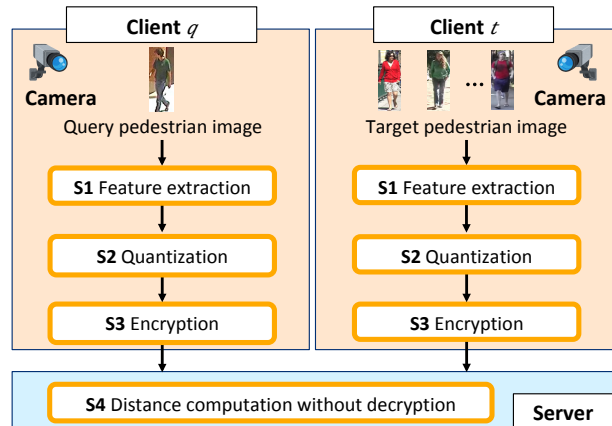 Client q
Camera
Query pedestrian image
S1 Feature extraction
S2 Quantization
S3 Encryption
Client t
...
Camera
Target pedestrian image
S1 Feature extraction
S2 Quantization
S3 Encryption
S4 Distance computation without decryption
Server